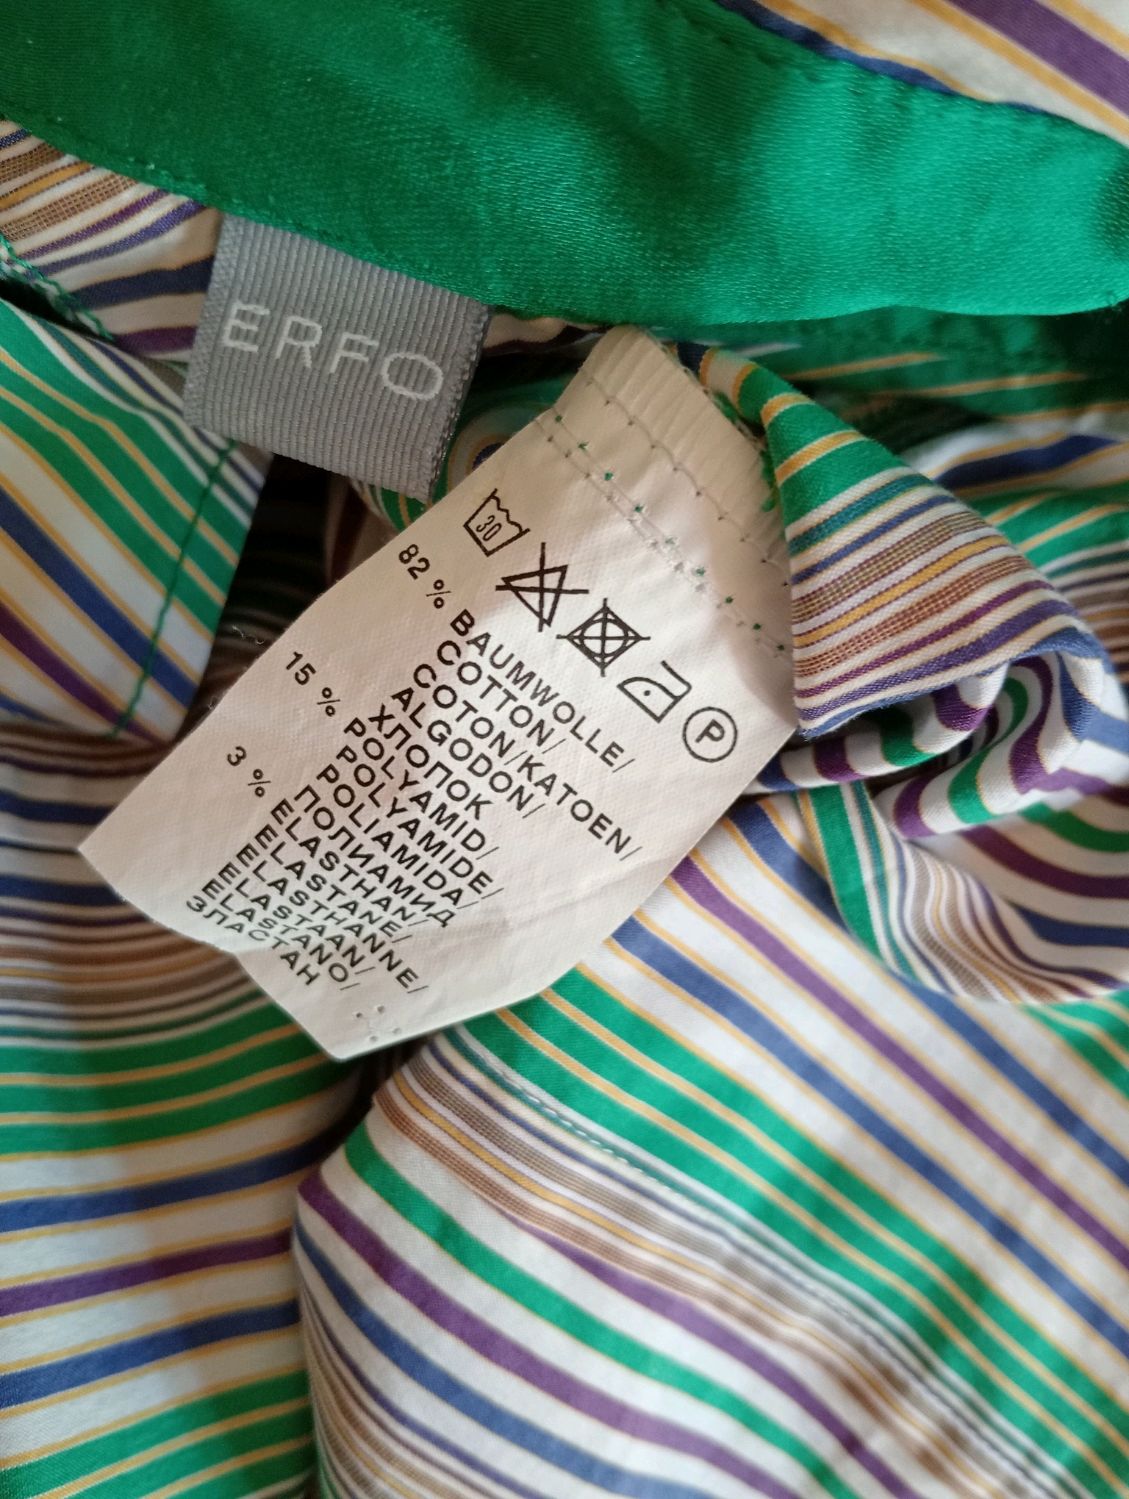 ERFO
30
P
82 % BAUMWOLLE/
COTTON/
COTON/KATOEN/
ALGODON/
ХЛОПОК
15 % POLYAMID/
POLYAMIDE/
POLIAMIDA/
ПОЛИАМИД
3 % ELASTHAN/
ELASTANE/
ELASTHANNE/
ELASTAAN/
ELASTANO/
ЭЛАСТАН